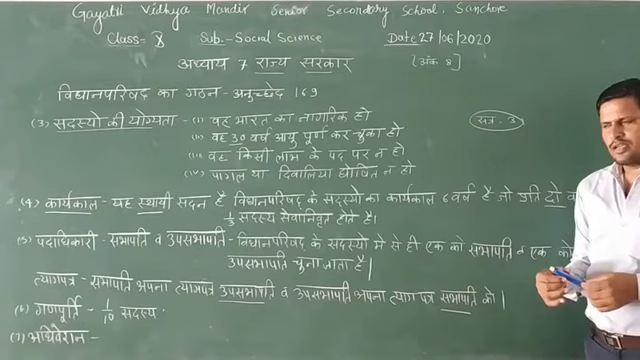 Gayatri Vidhya Mandir Senior Secondary School, Sanchore
Class- 8 Sub.- Social Science Date 27/06/2020
अध्याय 7 राज्य सरकार [अंक 8]
विधानपरिषद का गठन - अनुच्छेद 169
(3) सदस्यो की योग्यता - (i) वह भारत का नागरिक हो
सत्र - 3
(ii) वह 30 वर्ष आयु पूर्ण कर चुका हो
(iii) वह किसी लाभ के पद पर न हो
(iv) पागल या दिवालिया घोषित न हो
(4) कार्यकाल - यह स्थायी सदन है विधानपरिषद के सदस्यो का कार्यकाल 6 वर्ष है जो प्रति दो व
1/3 सदस्य सेवानिवृत होते है।
(5) पदाधिकारी - सभापति वं उपसभापति - विधानपरिषद के सदस्यो मे से ही एक को सभापति वं एक को
उपसभापति चुना जाता है।
त्यागपत्र - सभापति अपना त्यागपत्र उपसभापति वं उपसभापति अपना त्याग पत्र सभापति को।
(6) गणपूर्ति - 1/10 सदस्य.
(7) अधिवेशन -